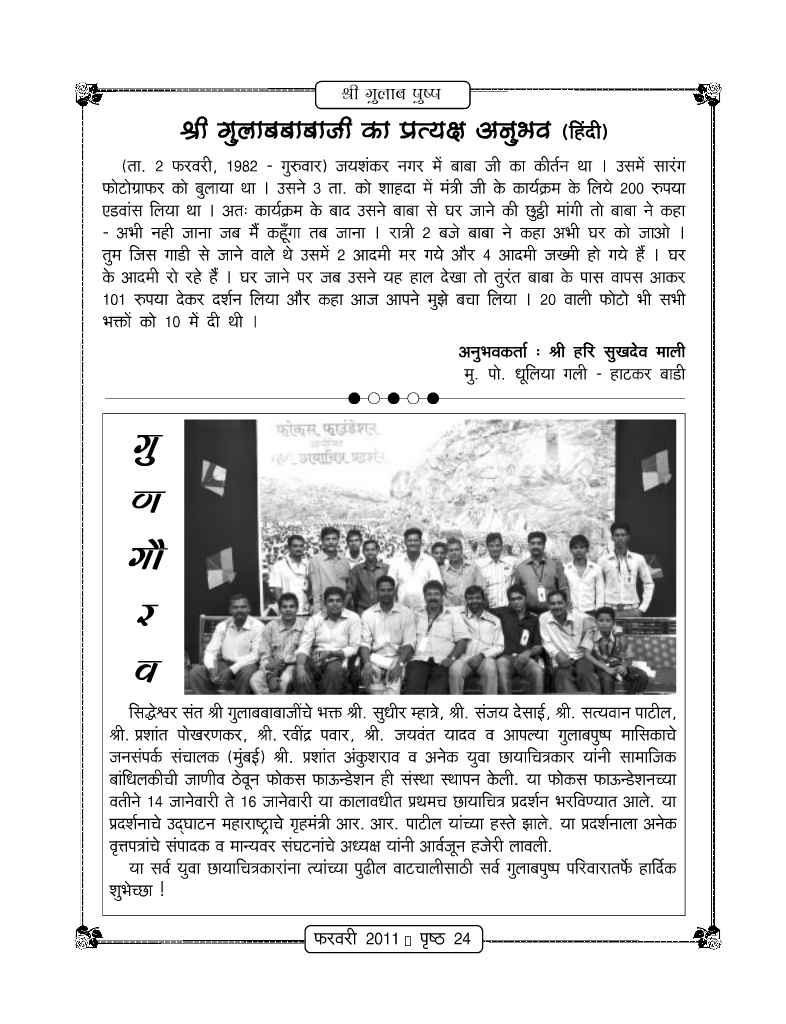 श्री गुलाब पुष्प
श्री गुलाबबाबाजी का प्रत्यक्ष अनुभव (हिंदी)
(ता. 2 फरवरी, 1982 - गुरुवार) जयशंकर नगर में बाबा जी का कीर्तन था । उसमें सारंग
फोटोग्राफर को बुलाया था । उसने 3 ता. को शाहदा में मंत्री जी के कार्यक्रम के लिये 200 रुपया
एडवांस लिया था । अतः कार्यक्रम के बाद उसने बाबा से घर जाने की छुठ्ठी मांगी तो बाबा ने कहा
- अभी नही जाना जब मैं कहूँगा तब जाना । रात्री 2 बजे बाबा ने कहा अभी घर को जाओ ।
तुम जिस गाडी से जाने वाले थे उसमें 2 आदमी मर गये और 4 आदमी जख्मी हो गये हैं । घर
के आदमी रो रहे हैं । घर जाने पर जब उसने यह हाल देखा तो तुरंत बाबा के पास वापस आकर
101 रुपया देकर दर्शन लिया और कहा आज आपने मुझे बचा लिया । 20 वाली फोटो भी सभी
भक्तों को 10 में दी थी ।
अनुभवकर्ता : श्री हरि सुखदेव माली
मु. पो. धूलिया गली - हाटकर बाडी
गु
ण
गौ
र
व
फोकस फाउंडेशन
आयोजित
छायाचित्र प्रदर्शन
सिद्धेश्वर संत श्री गुलाबबाबाजींचे भक्त श्री. सुधीर म्हात्रे, श्री. संजय देसाई, श्री. सत्यवान पाटील,
श्री. प्रशांत पोखरणकर, श्री. रवींद्र पवार, श्री. जयवंत यादव व आपल्या गुलाबपुष्प मासिकाचे
जनसंपर्क संचालक (मुंबई) श्री. प्रशांत अंकुशराव व अनेक युवा छायाचित्रकार यांनी सामाजिक
बांधिलकीची जाणीव ठेवून फोकस फाऊन्डेशन ही संस्था स्थापन केली. या फोकस फाऊन्डेशनच्या
वतीने 14 जानेवारी ते 16 जानेवारी या कालावधीत प्रथमच छायाचित्र प्रदर्शन भरविण्यात आले. या
प्रदर्शनाचे उद्‌घाटन महाराष्ट्राचे गृहमंत्री आर. आर. पाटील यांच्या हस्ते झाले. या प्रदर्शनाला अनेक
वृत्तपत्रांचे संपादक व मान्यवर संघटनांचे अध्यक्ष यांनी आर्वजून हजेरी लावली.
या सर्व युवा छायाचित्रकारांना त्यांच्या पुढील वाटचालीसाठी सर्व गुलाबपुष्प परिवारातर्फे हार्दिक
शुभेच्छा !
फरवरी 2011 पृष्ठ 24